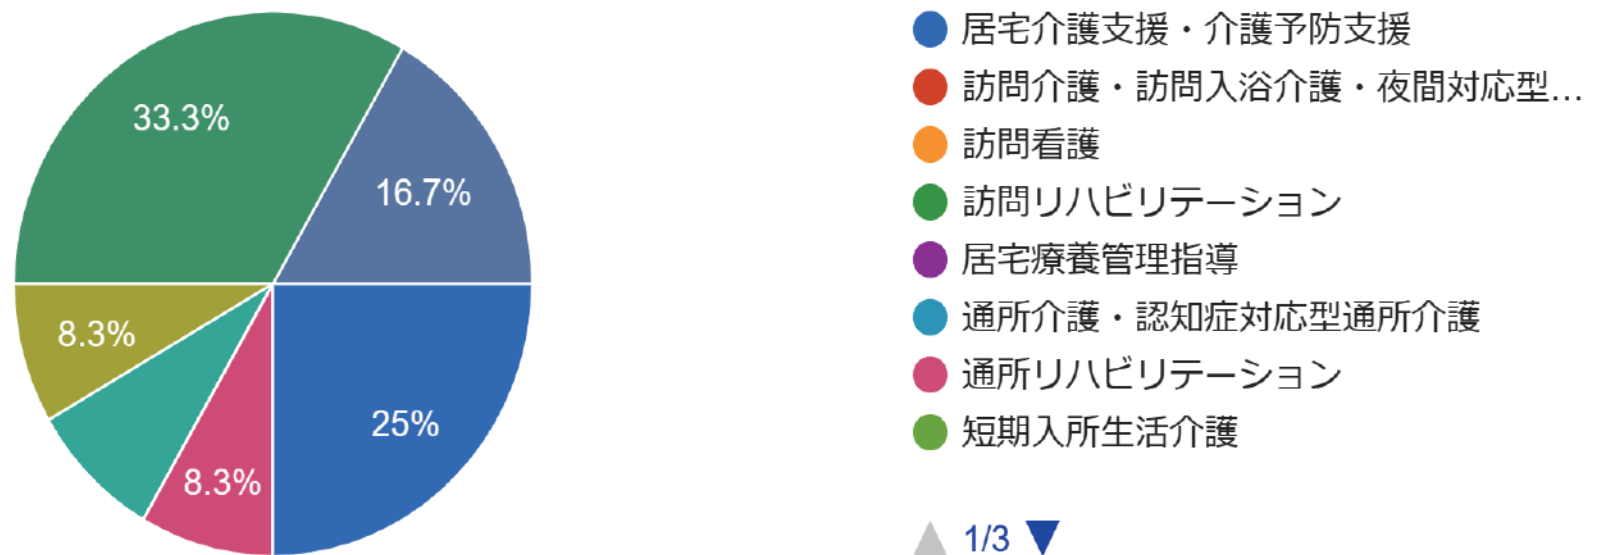 33.3%
16.7%
8.3%
25%
8.3%
居宅介護支援・介護予防支援
訪問介護・訪問入浴介護・夜間対応型…
訪問看護
訪問リハビリテーション
居宅療養管理指導
通所介護・認知症対応型通所介護
通所リハビリテーション
短期入所生活介護
1/3